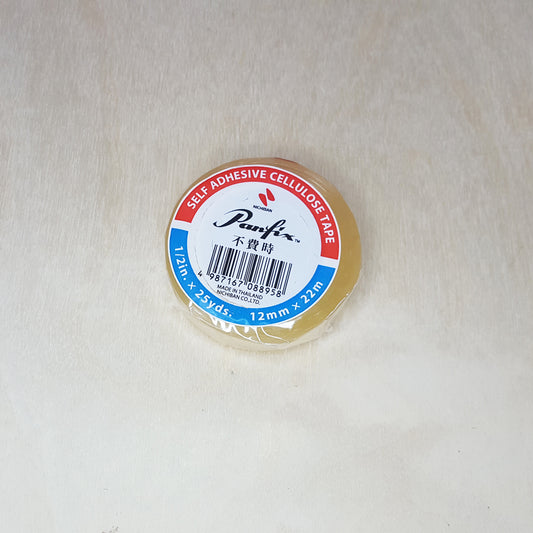 SELF ADHESIVE CELLULOSE TAPE
NICHIBAN
Panfix™
不費時
4 987167 088958
MADE IN THAILAND
NICHIBAN CO.,LTD.
1/2in. × 25yds. 12mm × 22m